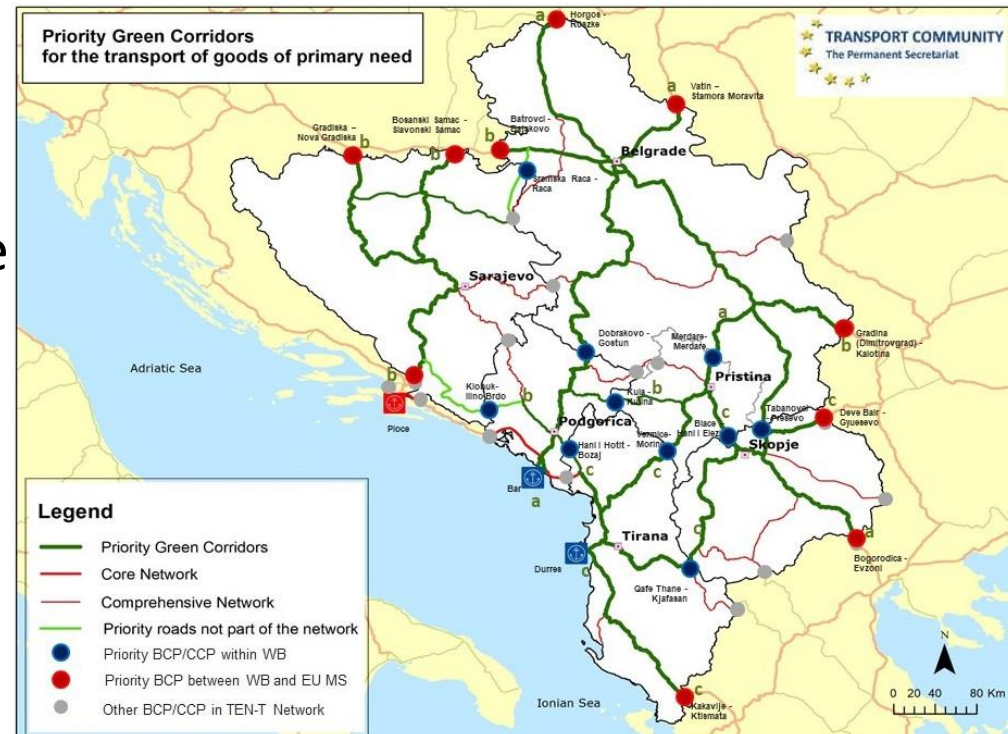 Priority Green Corridors
for the transport of goods of primary need
TRANSPORT COMMUNITY
The Permanent Secretariat
e
a
Horgos -
Roszke
a
Vatin -
Stamora Moravita
Gradiska -
Nova Gradiska
b
Bosanski Samac -
Slavonski Samac
b
Batrovci -
Bajakovo
b
Belgrade
Sremska Raca -
Raca
Sarajevo
Adriatic Sea
Dobrakovo -
Gostun
Merdare-
Merdare
a
Gradina
(Dimitrovgrad) -
Kalotina
b
b
Ploce
Klobuk-
Ilino Brdo
b
Kula
Kulina
b
Pristina
c
Tabanovci
- Presevo
c
Deve Bair -
Gjusevo
Podgorica
Blace
Hani i Elezit
Hani i Hotit -
Bozaj
c
Vermice-
Morina
c
Skopje
Bar
a
Durres
c
Tirana
c
Qafe Thane -
Kjafasan
a
Bogorodica -
Evzoni
c
Kakavije -
Ktismata
Ionian Sea
Legend
Priority Green Corridors
Core Network
Comprehensive Network
Priority roads not part of the network
Priority BCP/CCP within WB
Priority BCP between WB and EU MS
Other BCP/CCP in TEN-T Network
N
0 20 40 80 Km